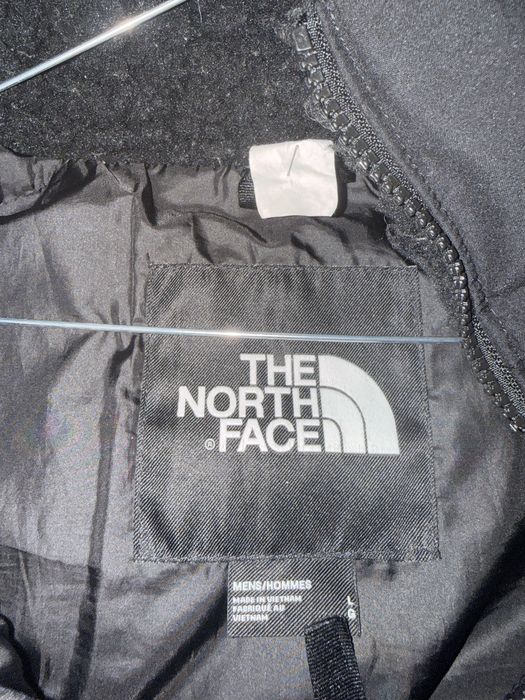 THE
NORTH
® FACE
MENS/HOMMES
MADE IN VIETNAM
FABRIQUÉ AU
VIETNAM
L
G